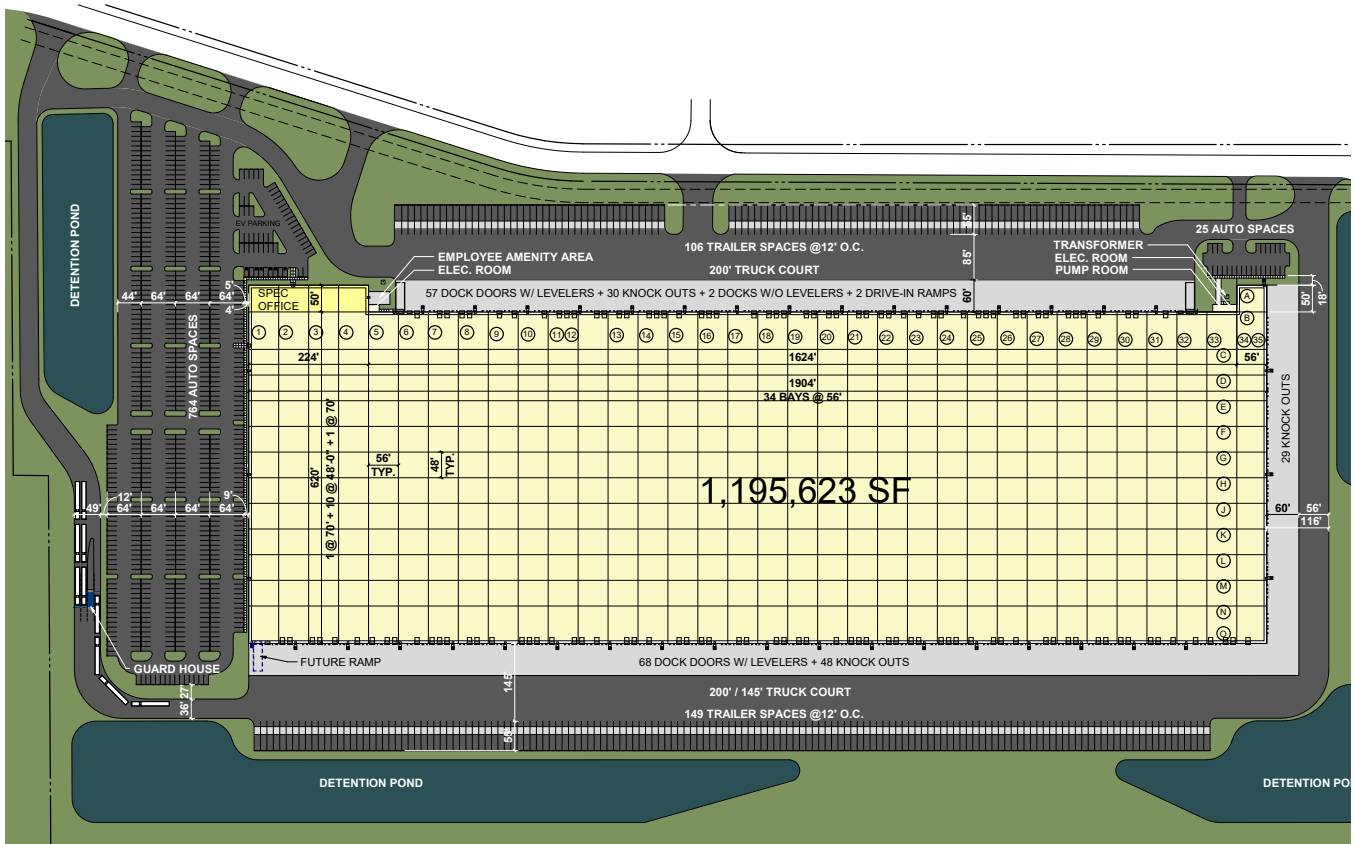 DETENTION POND
EV PARKING
55'
106 TRAILER SPACES @12' O.C.
85'
25 AUTO SPACES
EMPLOYEE AMENITY AREA
ELEC. ROOM
200' TRUCK COURT
TRANSFORMER
ELEC. ROOM
PUMP ROOM
44' 64' 64' 64'
5'
4'
SPEC
OFFICE
50'
57 DOCK DOORS W/ LEVELERS + 30 KNOCK OUTS + 2 DOCKS W/O LEVELERS + 2 DRIVE-IN RAMPS
60'
50'
18'
A
B
1 2 3 4 5 6 7 8 9 10 11 12 13 14 15 16 17 18 19 20 21 22 23 24 25 26 27 28 29 30 31 32 33 34 35
764 AUTO SPACES
224'
1624'
56'
1904'
34 BAYS @ 56'
C
D
E
F
G
H
J
K
L
M
N
29 KNOCK OUTS
620'
1 @ 70' + 10 @ 48'-0" + 1 @ 70'
56'
TYP.
48'
TYP.
1,195,623 SF
49' 12' 64' 64' 64' 9' 64'
60' 56'
116'
GUARD HOUSE
FUTURE RAMP
68 DOCK DOORS W/ LEVELERS + 48 KNOCK OUTS
27'
36'
145'
200' / 145' TRUCK COURT
149 TRAILER SPACES @12' O.C.
55'
DETENTION POND
DETENTION PO